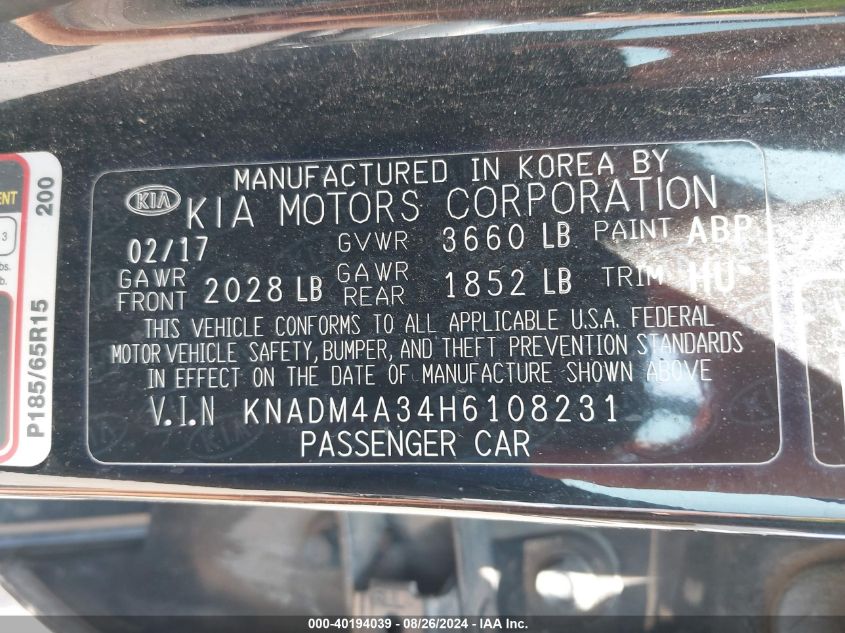 MANUFACTURED IN KOREA BY
KIA KIA MOTORS CORPORATION
02/17 GVWR 3660 LB PAINT ABP
GAWR FRONT 2028 LB GAWR REAR 1852 LB TRIM HU
THIS VEHICLE CONFORMS TO ALL APPLICABLE U.S.A. FEDERAL
MOTOR VEHICLE SAFETY, BUMPER, AND THEFT PREVENTION STANDARDS
IN EFFECT ON THE DATE OF MANUFACTURE SHOWN ABOVE
V.I.N KNADM4A34H6108231
PASSENGER CAR
200
P185/65R15
000-40194039 - 08/26/2024 - IAA Inc.